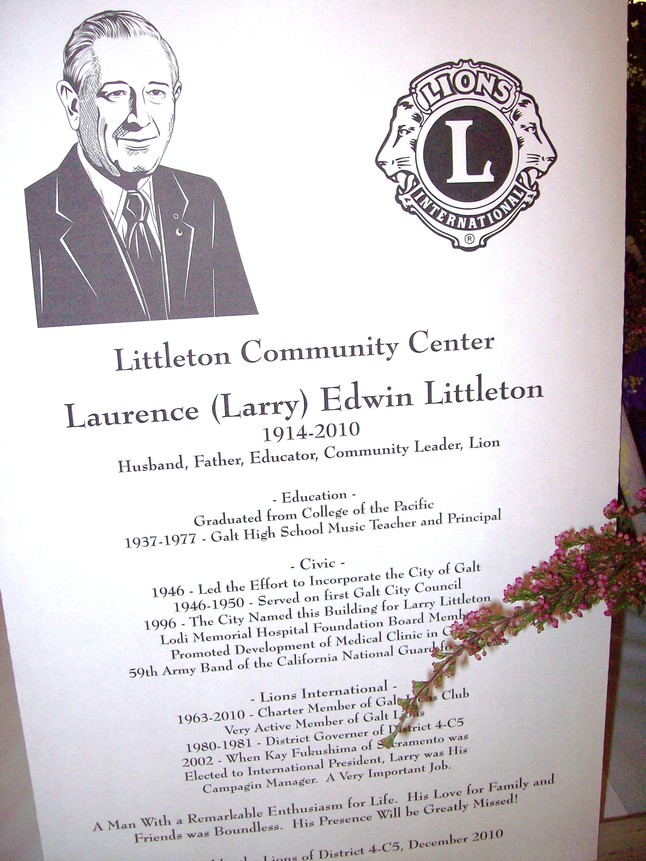 LIONS
L
INTERNATIONAL
®
Littleton Community Center
Laurence (Larry) Edwin Littleton
1914-2010
Husband, Father, Educator, Community Leader, Lion
- Education -
Graduated from College of the Pacific
1937-1977 - Galt High School Music Teacher and Principal
- Civic -
1946 - Led the Effort to Incorporate the City of Galt
1946-1950 - Served on first Galt City Council
1996 - The City Named this Building for Larry Littleton
Lodi Memorial Hospital Foundation Board Memb
Promoted Development of Medical Clinic in G
59th Army Band of the California National Guard
- Lions International -
1963-2010 - Charter Member of Galt Lions Club
Very Active Member of Galt Lions
1980-1981 - District Governor of District 4-C5
2002 - When Kay Fukushima of Sacramento was
Elected to International President, Larry was His
Campagin Manager. A Very Important Job.
A Man With a Remarkable Enthusiasm for Life. His Love for Family and
Friends was Boundless. His Presence Will be Greatly Missed!
the Lions of District 4-C5, December 2010